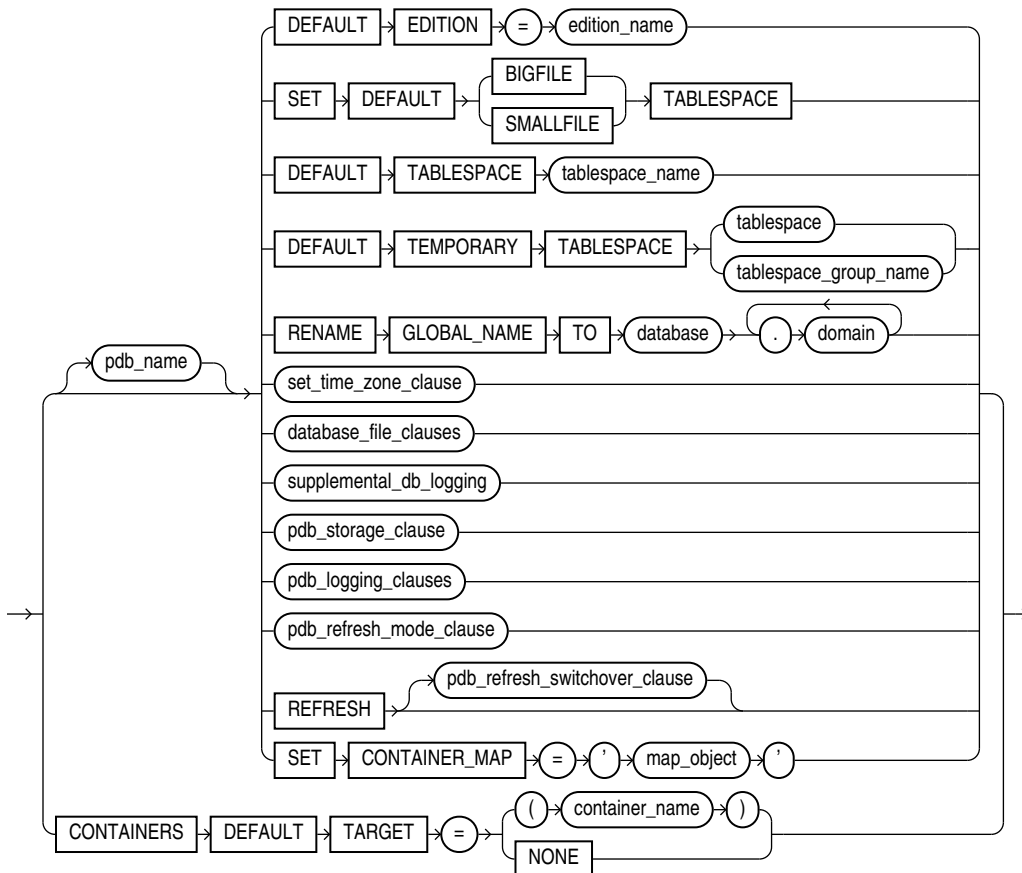 DEFAULT EDITION = edition_name
BIGFILE
SET DEFAULT TABLESPACE
SMALLFILE
DEFAULT TABLESPACE tablespace_name
tablespace
DEFAULT TEMPORARY TABLESPACE
tablespace_group_name
RENAME GLOBAL_NAME TO database . domain
pdb_name
set_time_zone_clause
database_file_clauses
supplemental_db_logging
pdb_storage_clause
pdb_logging_clauses
pdb_refresh_mode_clause
pdb_refresh_switchover_clause
REFRESH
SET CONTAINER_MAP = ' map_object '
( container_name )
CONTAINERS DEFAULT TARGET =
NONE